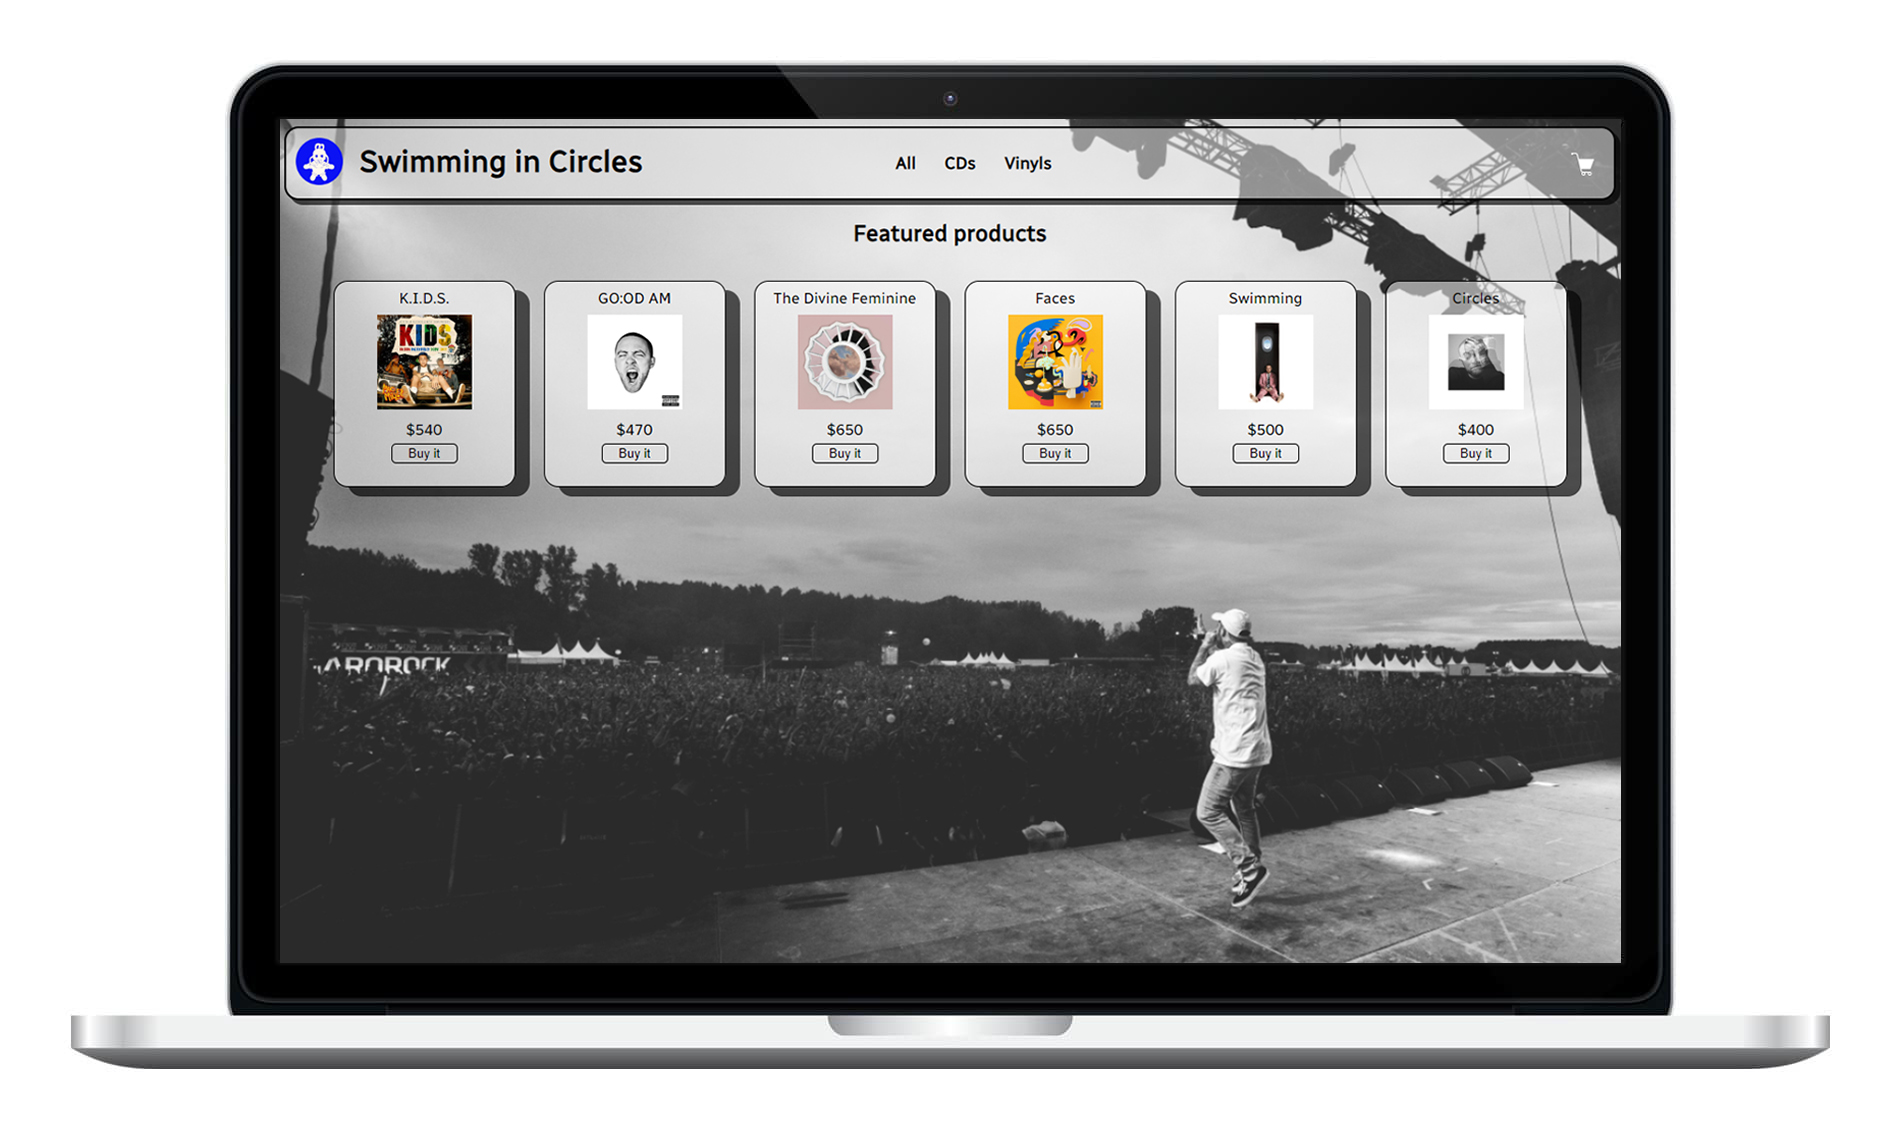 Swimming in Circles
All CDs Vinyls
Featured products
K.I.D.S.
KIDS
$540
Buy it
GO:OD AM
$470
Buy it
The Divine Feminine
$650
Buy it
Faces
$650
Buy it
Swimming
$500
Buy it
Circles
$400
Buy it